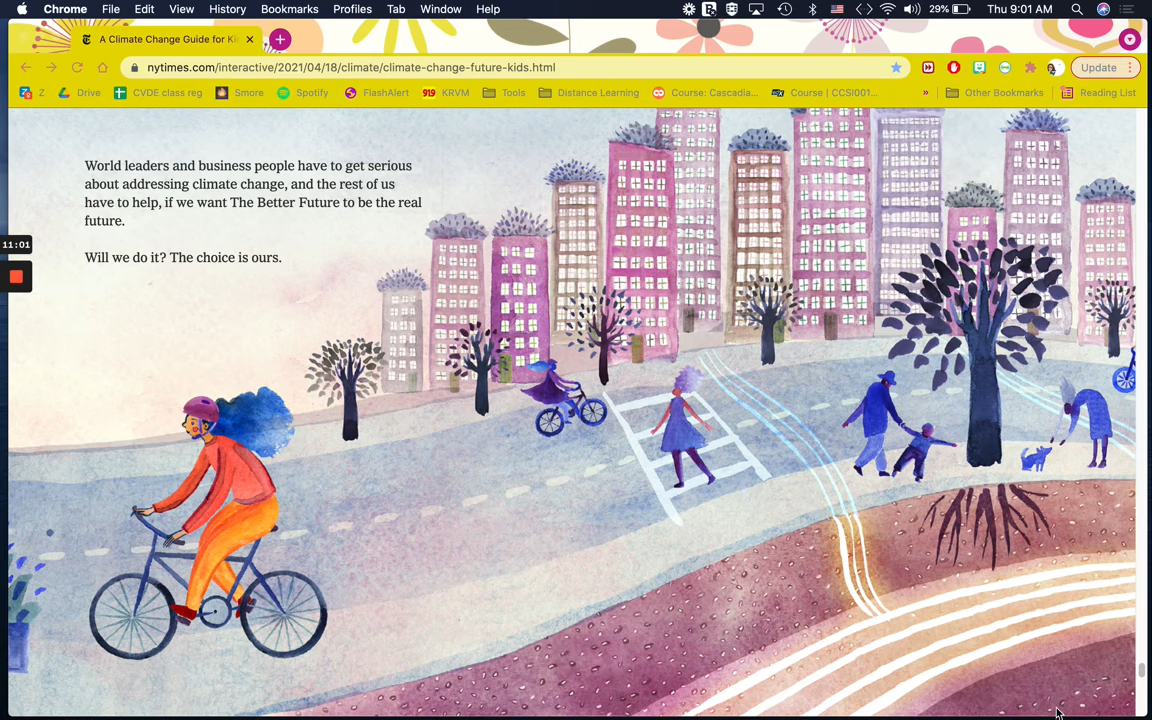 Chrome File Edit View History Bookmarks Profiles Tab Window Help 29% Thu 9:01 AM
A Climate Change Guide for Ki
nytimes.com/interactive/2021/04/18/climate/climate-change-future-kids.html Update
Z Drive CVDE class reg Smore Spotify FlashAlert 919 KRVM Tools Distance Learning Course: Cascadia... Course | CCSI001... » Other Bookmarks Reading List
World leaders and business people have to get serious
about addressing climate change, and the rest of us
have to help, if we want The Better Future to be the real
future.
11:01
Will we do it? The choice is ours.